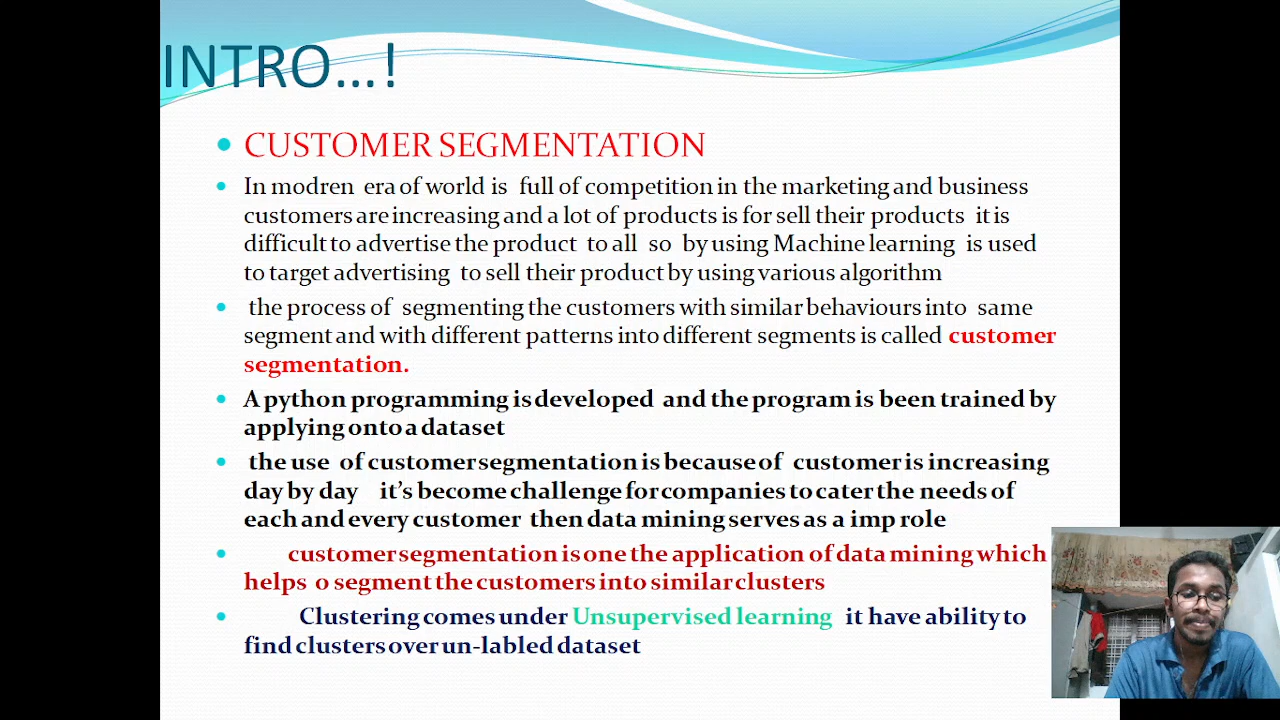 INTRO...!
CUSTOMER SEGMENTATION
In modren era of world is full of competition in the marketing and business
customers are increasing and a lot of products is for sell their products it is
difficult to advertise the product to all so by using Machine learning is used
to target advertising to sell their product by using various algorithm
the process of segmenting the customers with similar behaviours into same
segment and with different patterns into different segments is called customer
segmentation.
A python programming is developed and the program is been trained by
applying onto a dataset
the use of customer segmentation is because of customer is increasing
day by day it's become challenge for companies to cater the needs of
each and every customer then data mining serves as a imp role
customer segmentation is one the application of data mining which
helps o segment the customers into similar clusters
Clustering comes under Unsupervised learning it have ability to
find clusters over un-labled dataset